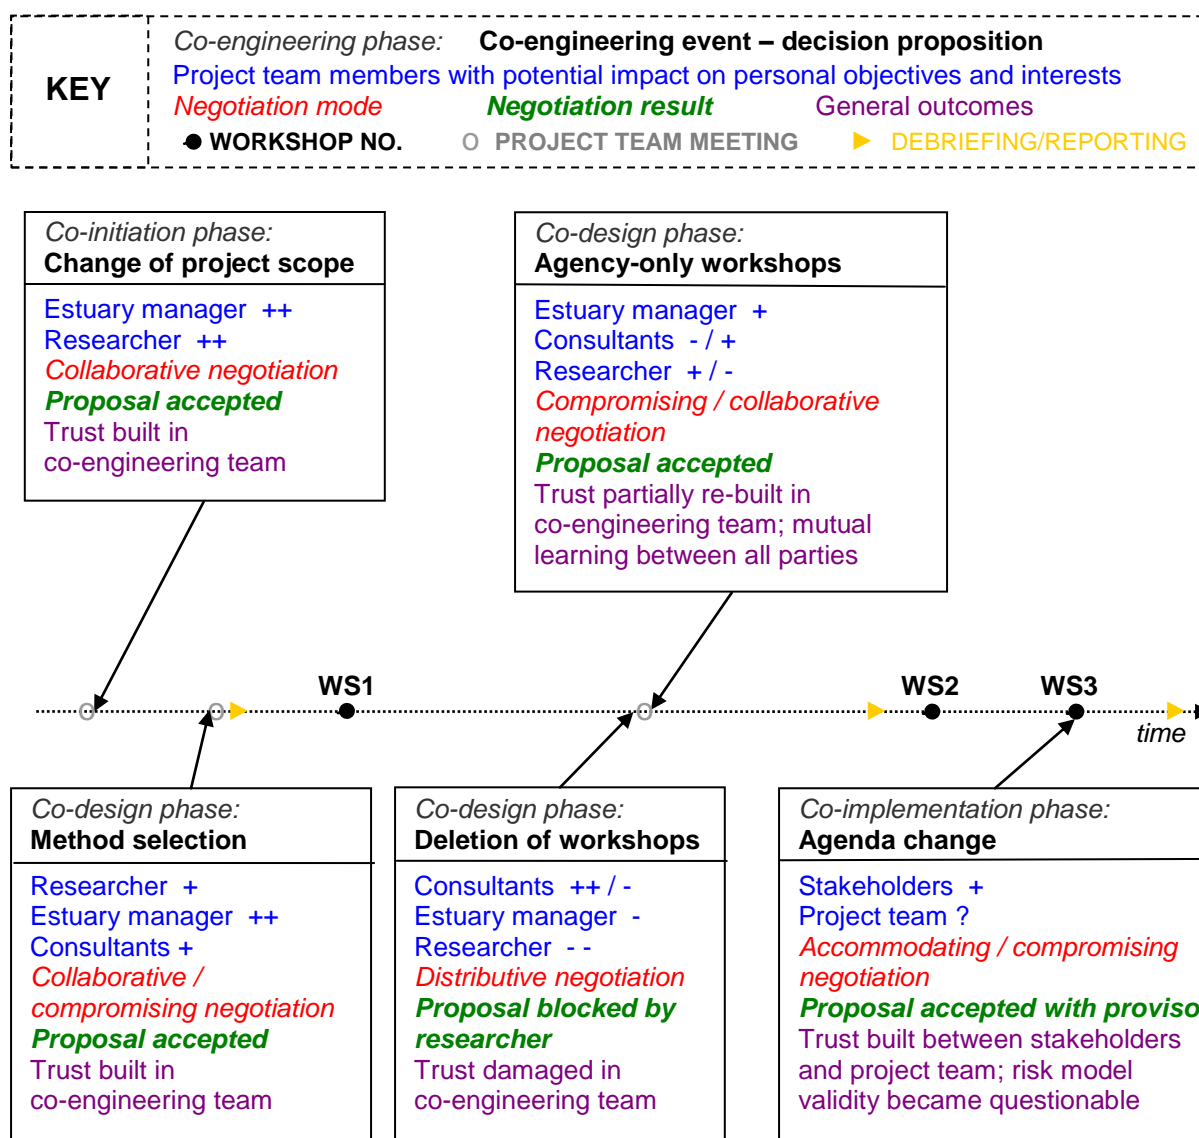 KEY
Co-engineering phase: Co-engineering event – decision proposition
Project team members with potential impact on personal objectives and interests
Negotiation mode Negotiation result General outcomes
WORKSHOP NO. O PROJECT TEAM MEETING DEBRIEFING/REPORTING
Co-initiation phase:
Change of project scope
Estuary manager ++
Researcher ++
Collaborative negotiation
Proposal accepted
Trust built in
co-engineering team
Co-design phase:
Agency-only workshops
Estuary manager +
Consultants - / +
Researcher + / -
Compromising / collaborative
negotiation
Proposal accepted
Trust partially re-built in
co-engineering team; mutual
learning between all parties
WS1
WS2
WS3
time
Co-design phase:
Method selection
Researcher +
Estuary manager ++
Consultants +
Collaborative /
compromising negotiation
Proposal accepted
Trust built in
co-engineering team
Co-design phase:
Deletion of workshops
Consultants ++ / -
Estuary manager -
Researcher - -
Distributive negotiation
Proposal blocked by
researcher
Trust damaged in
co-engineering team
Co-implementation phase:
Agenda change
Stakeholders +
Project team ?
Accommodating / compromising
negotiation
Proposal accepted with proviso
Trust built between stakeholders
and project team; risk model
validity became questionable